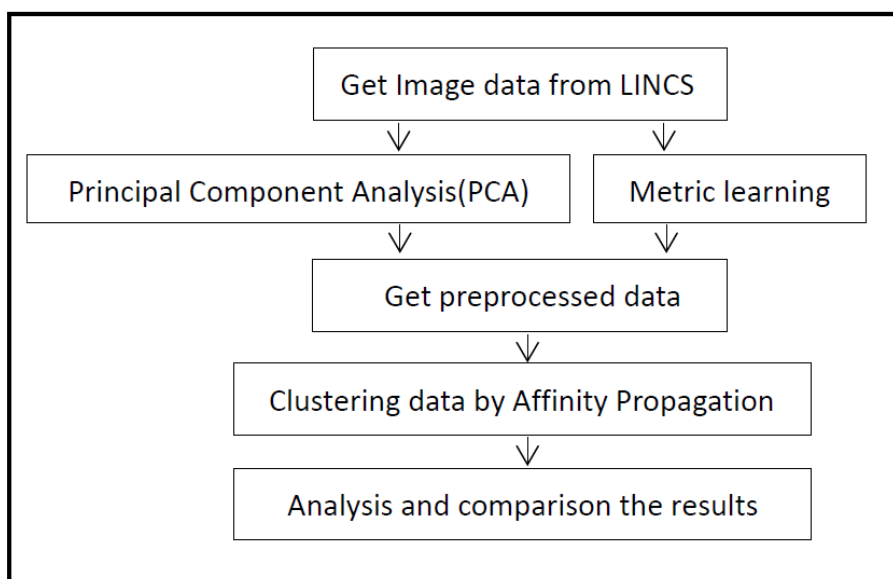 Get Image data from LINCS
Principal Component Analysis(PCA)
Metric learning
Get preprocessed data
Clustering data by Affinity Propagation
Analysis and comparison the results